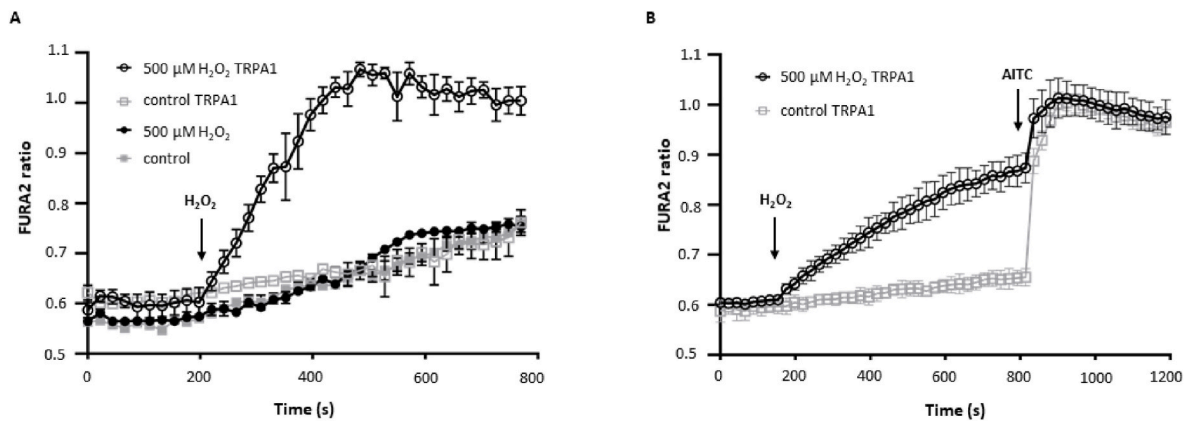 A
1.1
1.0
0.9
0.8
0.7
0.6
0.5
FURA2 ratio
500 µM H₂O₂ TRPA1
control TRPA1
500 µM H₂O₂
control
H₂O₂
0
200
400
600
800
Time (s)
B
1.1
1.0
0.9
0.8
0.7
0.6
0.5
FURA2 ratio
500 µM H₂O₂ TRPA1
control TRPA1
AITC
H₂O₂
0
200
400
600
800
1000
1200
Time (s)